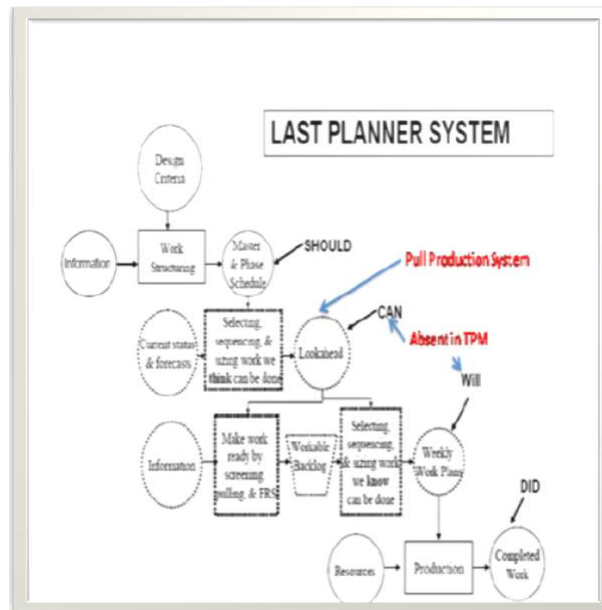 LAST PLANNER SYSTEM
Design
Criteria
Information
Work
Structuring
Master
& Phase
Schedule
SHOULD
Pull Production System
CAN
Current status
& forecasts
Selecting,
sequencing, &
sizing work we
think can be done
Lookahead
Absent in TPM
Will
Information
Make work
ready by
screening,
pulling, & FRS
Workable
Backlog
Selecting,
sequencing,
& sizing work
we know
can be done
Weekly
Work Plans
DID
Resources
Production
Completed
Work